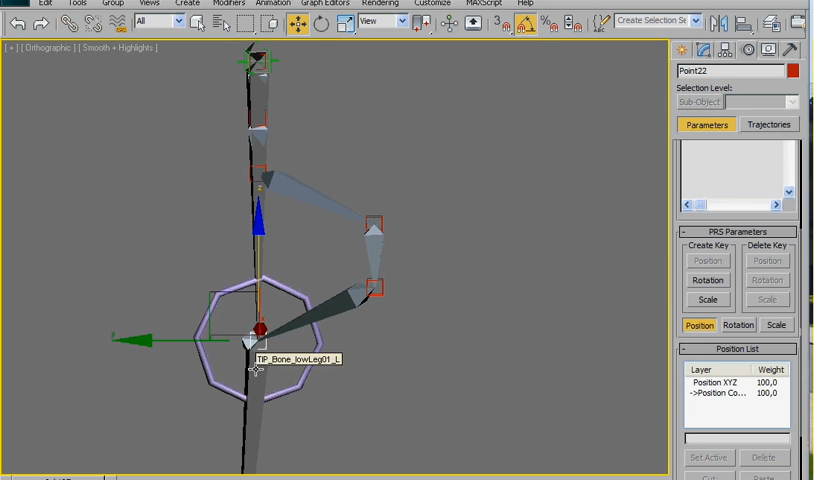 Edit Tools Group Views Create Modifiers Animation Graph Editors Rendering Customize MAXScript Help
All View 3 Create Selection Se
[ + ] [ Orthographic ] [ Smooth + Highlights ]
Point22
Selection Level:
Sub-Object
Parameters Trajectories
z
TIP_Bone_lowLeg01_L
- PRS Parameters
Create Key Delete Key
Position Position
Rotation Rotation
Scale Scale
Position Rotation Scale
- Position List
Layer Weight
Position XYZ 100,0
->Position Co... 100,0
Set Active Delete
Cut Paste